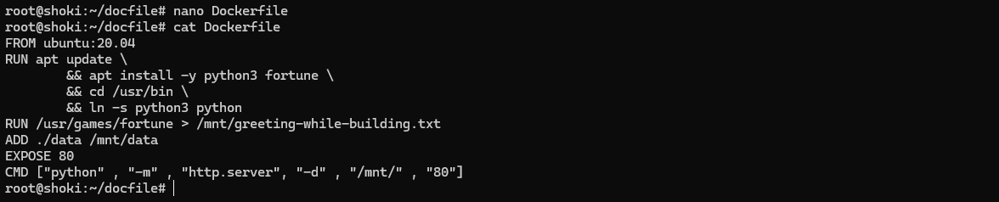 root@shoki:~/docfile# nano Dockerfile
root@shoki:~/docfile# cat Dockerfile
FROM ubuntu:20.04
RUN apt update \
        && apt install -y python3 fortune \
        && cd /usr/bin \
        && ln -s python3 python
RUN /usr/games/fortune > /mnt/greeting-while-building.txt
ADD ./data /mnt/data
EXPOSE 80
CMD ["python" , "-m" , "http.server", "-d" , "/mnt/" , "80"]
root@shoki:~/docfile#